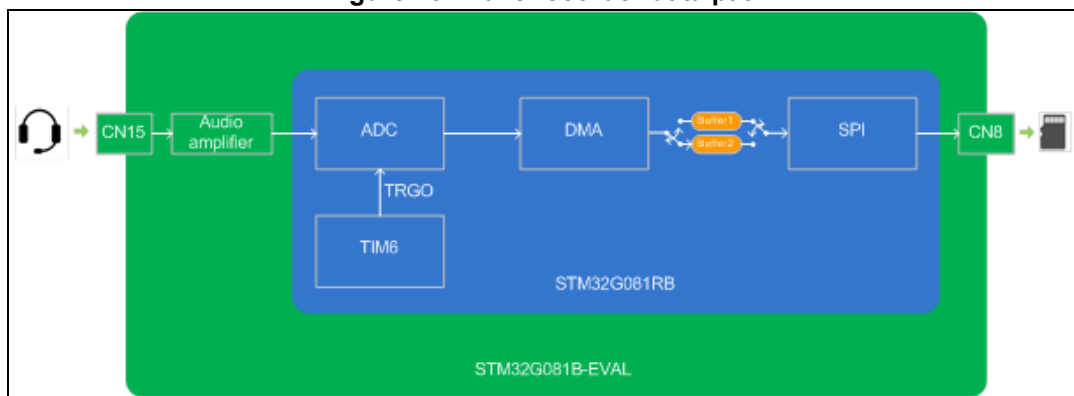 CN15
Audio
amplifier
ADC
DMA
Buffer1
Buffer2
SPI
CN8
TRGO
TIM6
STM32G081RB
STM32G081B-EVAL